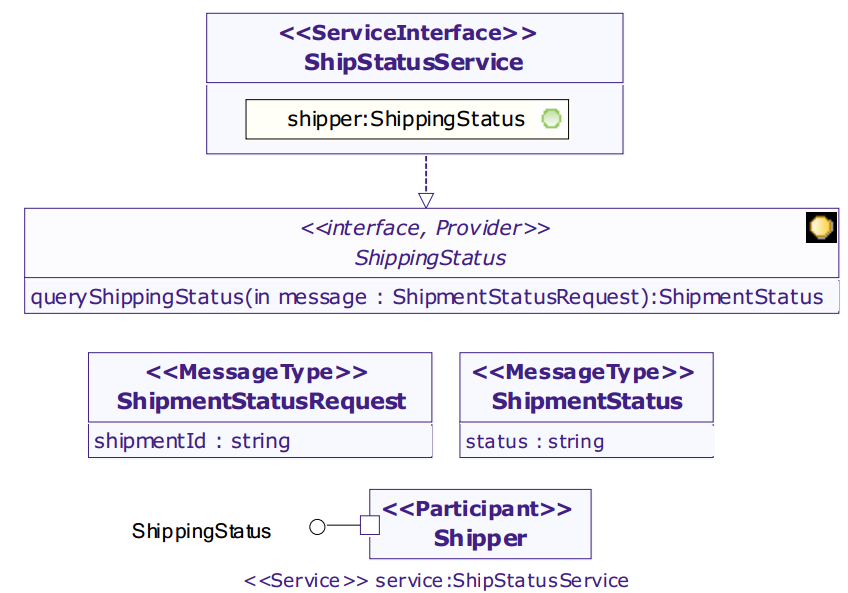 <<ServiceInterface>>
ShipStatusService
shipper:ShippingStatus
<<interface, Provider>>
ShippingStatus
queryShippingStatus(in message : ShipmentStatusRequest):ShipmentStatus
<<MessageType>>
ShipmentStatusRequest
shipmentId : string
<<MessageType>>
ShipmentStatus
status : string
<<Participant>>
Shipper
ShippingStatus
<<Service>> service:ShipStatusService